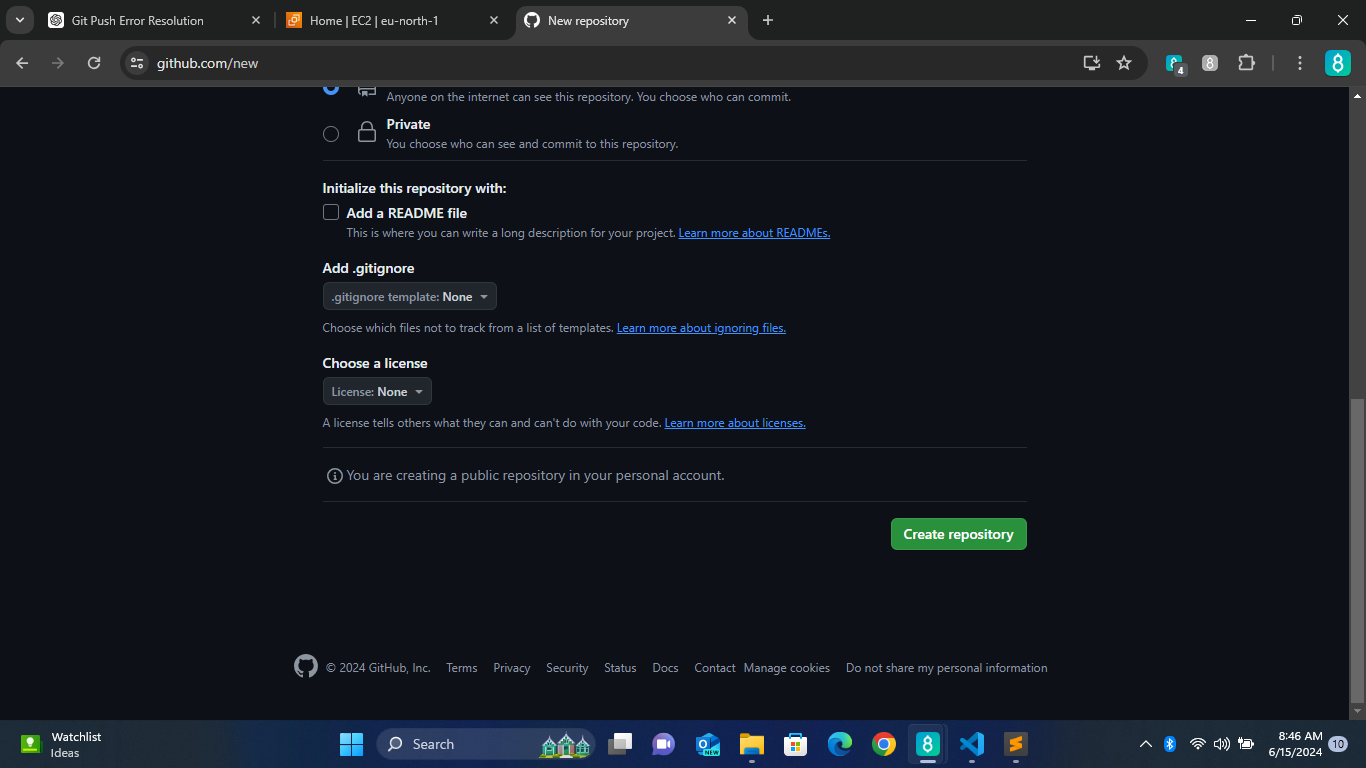 Git Push Error Resolution
Home | EC2 | eu-north-1
New repository
github.com/new
4
Anyone on the internet can see this repository. You choose who can commit.
Private
You choose who can see and commit to this repository.
Initialize this repository with:
Add a README file
This is where you can write a long description for your project. Learn more about READMEs.
Add .gitignore
.gitignore template: None
Choose which files not to track from a list of templates. Learn more about ignoring files.
Choose a license
License: None
A license tells others what they can and can't do with your code. Learn more about licenses.
You are creating a public repository in your personal account.
Create repository
© 2024 GitHub, Inc. Terms Privacy Security Status Docs Contact Manage cookies Do not share my personal information
Watchlist
Ideas
Search
NEW
8:46 AM
6/15/2024
10